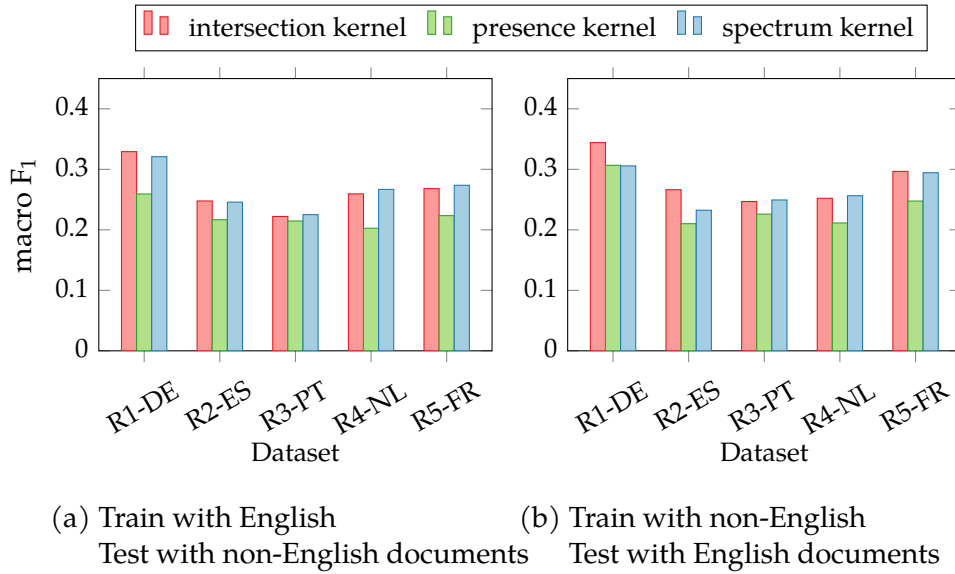 intersection kernel presence kernel spectrum kernel
macro F1
0.4
0.3
0.2
0.1
0
R1-DE R2-ES R3-PT R4-NL R5-FR
Dataset
0.4
0.3
0.2
0.1
0
R1-DE R2-ES R3-PT R4-NL R5-FR
Dataset
(a) Train with English
Test with non-English documents
(b) Train with non-English
Test with English documents